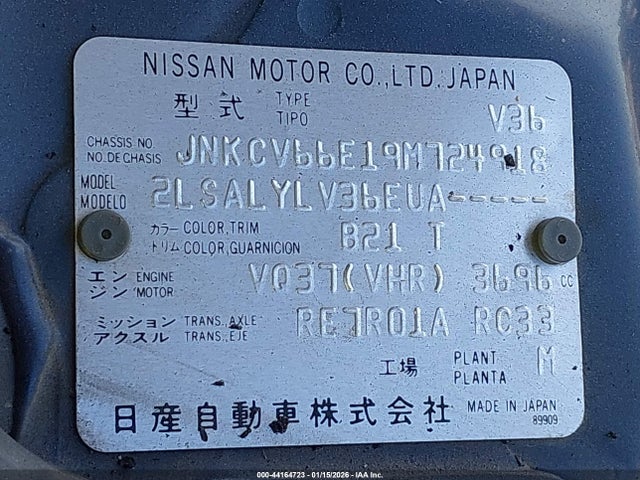 NISSAN MOTOR CO.,LTD.JAPAN
型式 TYPE TIPO V36
CHASSIS NO. NO.DE CHASIS JNKCV66E19M724918
MODEL MODELO 2LSALYLV36EUA-----
カラー COLOR,TRIM
トリム COLOR,GUARNICION B21 T
エンジン ENGINE MOTOR VQ37(VHR) 3696 CC
ミッション TRANS.,AXLE
アクスル TRANS.,EJE RE7R01A RC33
工場 PLANT PLANTA M
日産自動車株式会社 MADE IN JAPAN
89909
000-44164723 - 01/15/2026 - IAA Inc.